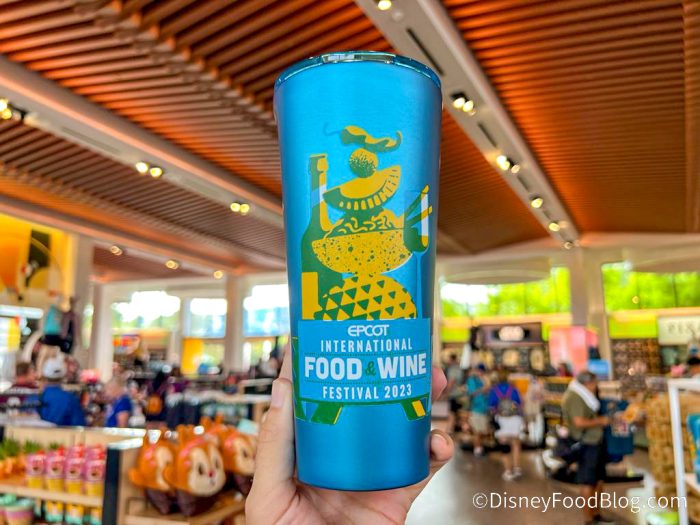 EPCOT
INTERNATIONAL
FOOD & WINE
FESTIVAL 2023
©DisneyFoodBlog.com